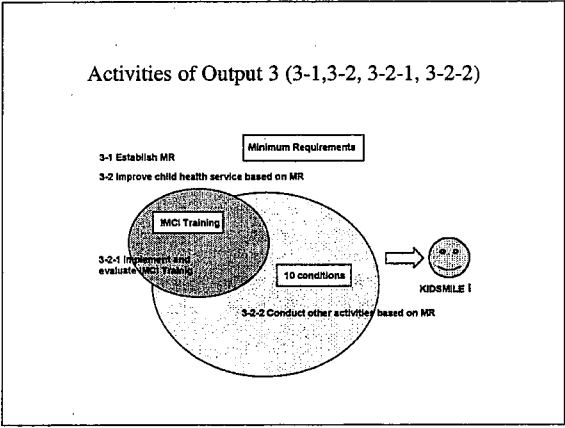 Activities of Output 3 (3-1,3-2, 3-2-1, 3-2-2)
Minimum Requirements
3-1 Establish MR
3-2 Improve child health service based on MR
IMCI Training
3-2-1 Implement and
evaluate IMCI Trainig
10 conditions
KIDSMILE !
3-2-2 Conduct other activities based on MR